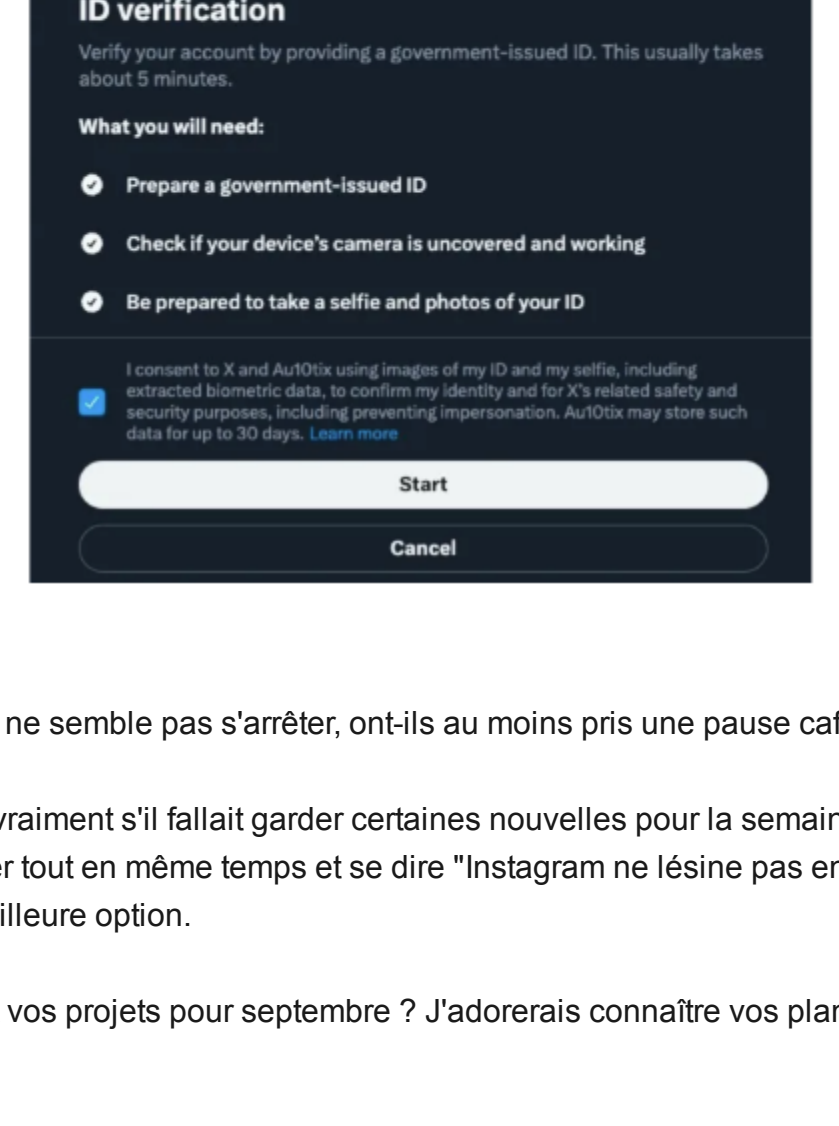 ID verification
Verify your account by providing a government-issued ID. This usually takes
about 5 minutes.
What you will need:
Prepare a government-issued ID
Check if your device's camera is uncovered and working
Be prepared to take a selfie and photos of your ID
I consent to X and Au10tix using images of my ID and my selfie, including
extracted biometric data, to confirm my identity and for X's related safety and
security purposes, including preventing impersonation. Au10tix may store such
data for up to 30 days. Learn more
Start
Cancel
ne semble pas s'arrêter, ont-ils au moins pris une pause caf
vraiment s'il fallait garder certaines nouvelles pour la semain
er tout en même temps et se dire "Instagram ne lésine pas en
illeure option.
vos projets pour septembre ? J'adorerais connaître vos plan